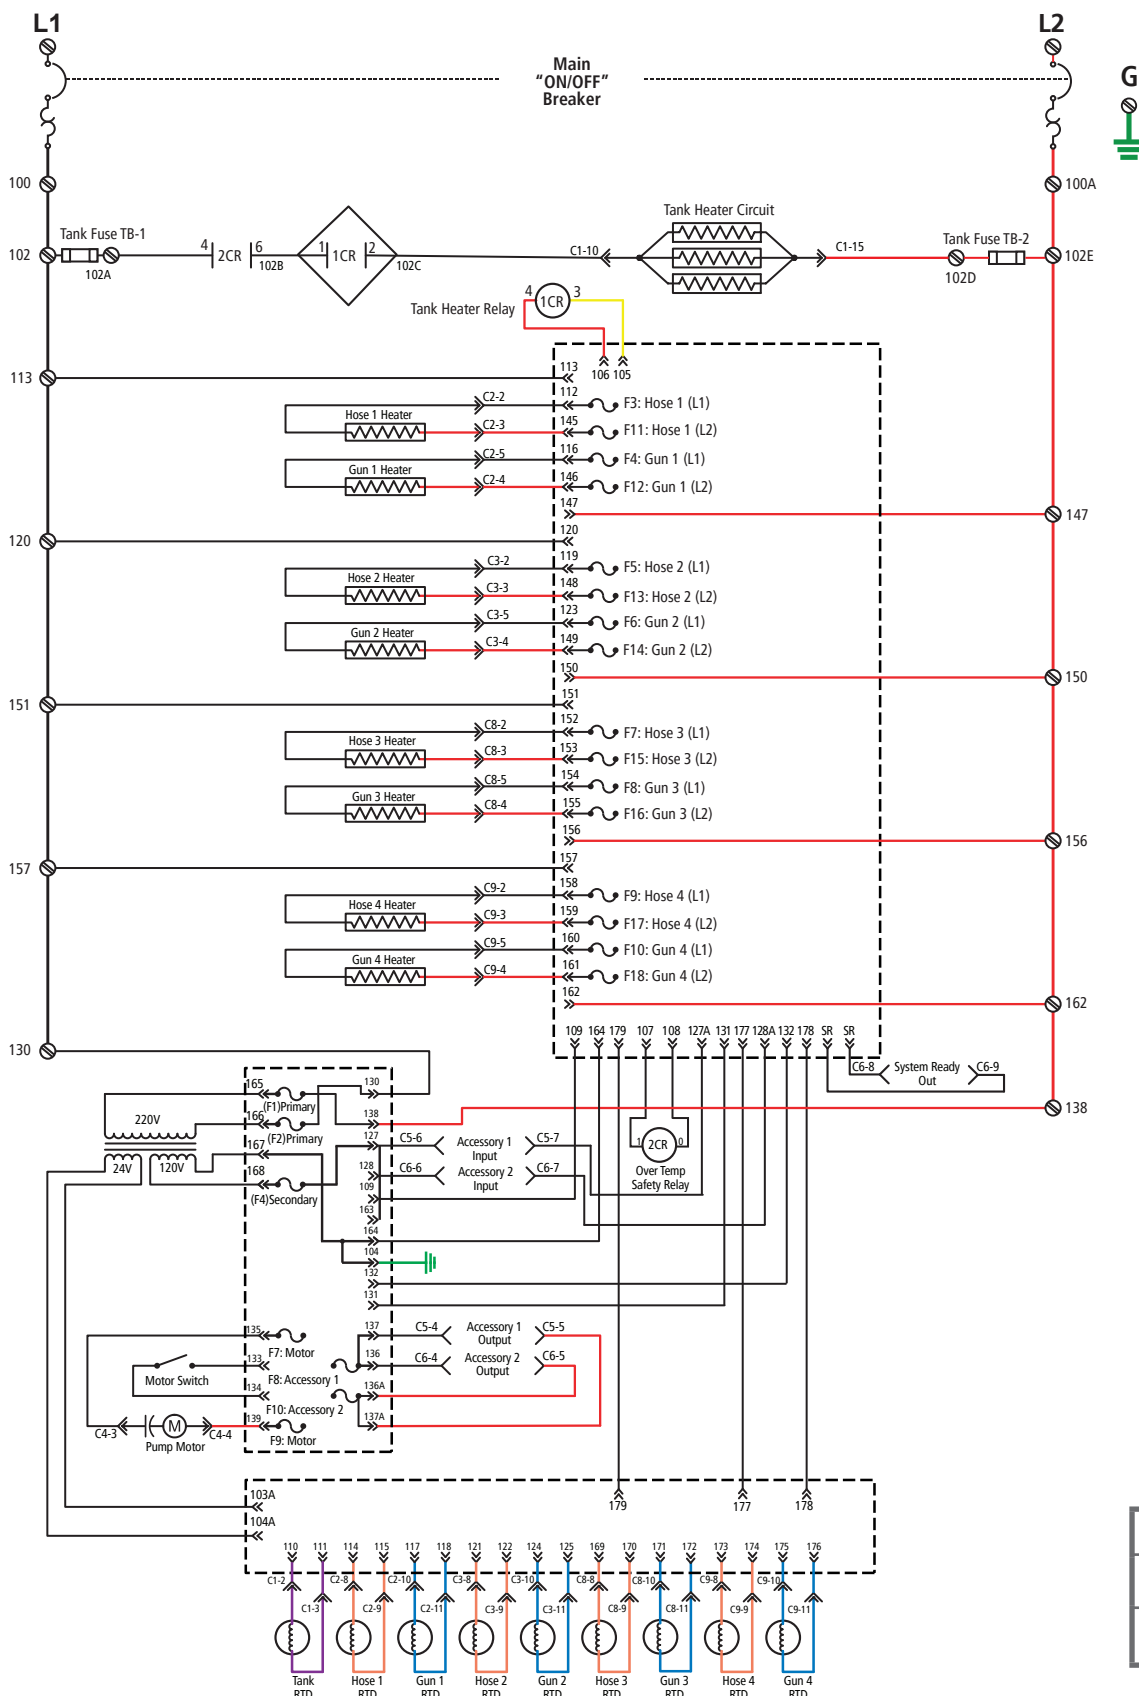 L1
L2
Main
“ON/OFF”
Breaker
G
100
100A
Tank Fuse TB-1
Tank Heater Circuit
Tank Fuse TB-2
102
102A
4 2CR 6
102B
1 1CR 2
102C
C1-10
C1-15
102D
102E
Tank Heater Relay
4 1CR 3
106 105
113
113
112
C2-2
F3: Hose 1 (L1)
Hose 1 Heater
C2-3
145
F11: Hose 1 (L2)
C2-5
116
F4: Gun 1 (L1)
Gun 1 Heater
C2-4
146
F12: Gun 1 (L2)
147
147
120
120
C3-2
119
F5: Hose 2 (L1)
Hose 2 Heater
C3-3
148
F13: Hose 2 (L2)
C3-5
123
F6: Gun 2 (L1)
Gun 2 Heater
C3-4
149
F14: Gun 2 (L2)
150
150
151
151
C8-2
152
F7: Hose 3 (L1)
Hose 3 Heater
C8-3
153
F15: Hose 3 (L2)
C8-5
154
F8: Gun 3 (L1)
Gun 3 Heater
C8-4
155
F16: Gun 3 (L2)
156
156
157
157
C9-2
158
F9: Hose 4 (L1)
Hose 4 Heater
C9-3
159
F17: Hose 4 (L2)
C9-5
160
F10: Gun 4 (L1)
Gun 4 Heater
C9-4
161
F18: Gun 4 (L2)
162
162
109 164 179 107 108 127A 131 177 128A 132 178 SR SR
130
C6-8 System Ready Out C6-9
165
130
(F1)Primary
138
138
220V
166
(F2)Primary
127
C5-6 Accessory 1 Input C5-7
1 2CR 0
Over Temp
Safety Relay
167
24V 120V
128
C6-6 Accessory 2 Input C6-7
168
109
(F4)Secondary
163
164
104
132
131
135
137
C5-4 Accessory 1 Output C5-5
F7: Motor
133
136
C6-4 Accessory 2 Output C6-5
Motor Switch
F8: Accessory 1
134
136A
F10: Accessory 2
139
137A
C4-3 M C4-4
Pump Motor
F9: Motor
103A
104A
179 177 178
110 111 114 115 117 118 121 122 124 125 169 170 171 172 173 174 175 176
C1-2 C2-8 C2-10 C3-8 C3-10 C8-8 C8-10 C9-8 C9-10
C1-3 C2-9 C2-11 C3-9 C3-11 C8-9 C8-11 C9-9 C9-11
Tank Hose 1 Gun 1 Hose 2 Gun 2 Hose 3 Gun 3 Hose 4 Gun 4
RTD RTD RTD RTD RTD RTD RTD RTD RTD